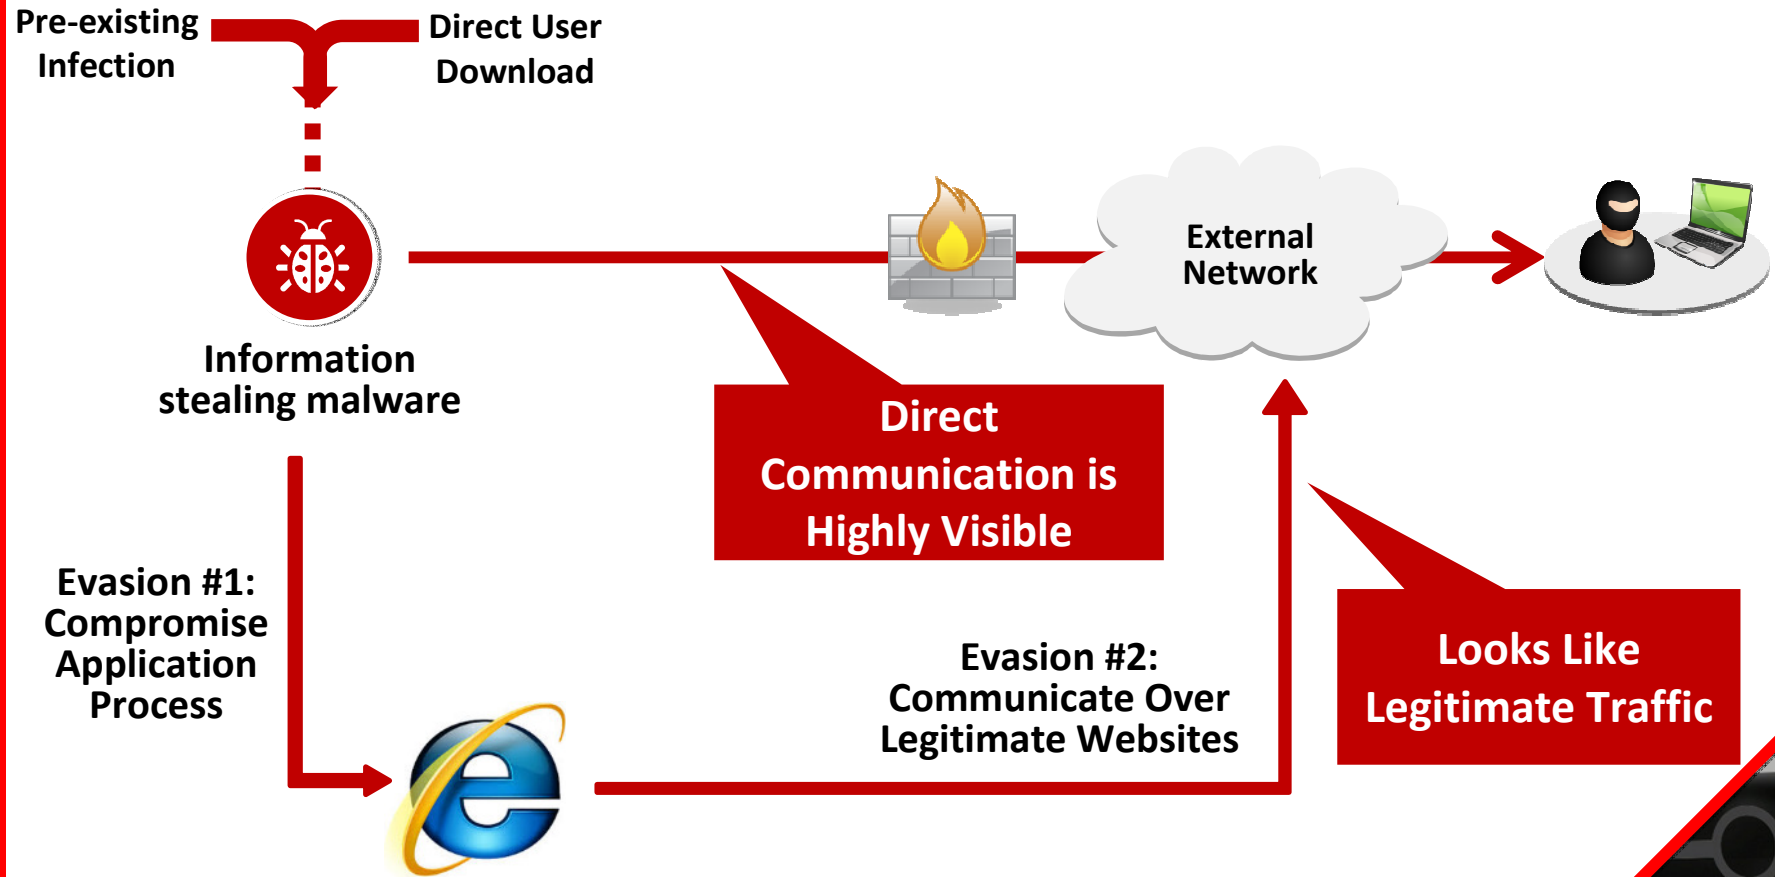 Pre-existing
Infection
Direct User
Download
External
Network
Information
stealing malware
Direct
Communication is
Highly Visible
Evasion #1:
Compromise
Application
Process
Evasion #2:
Communicate Over
Legitimate Websites
Looks Like
Legitimate Traffic